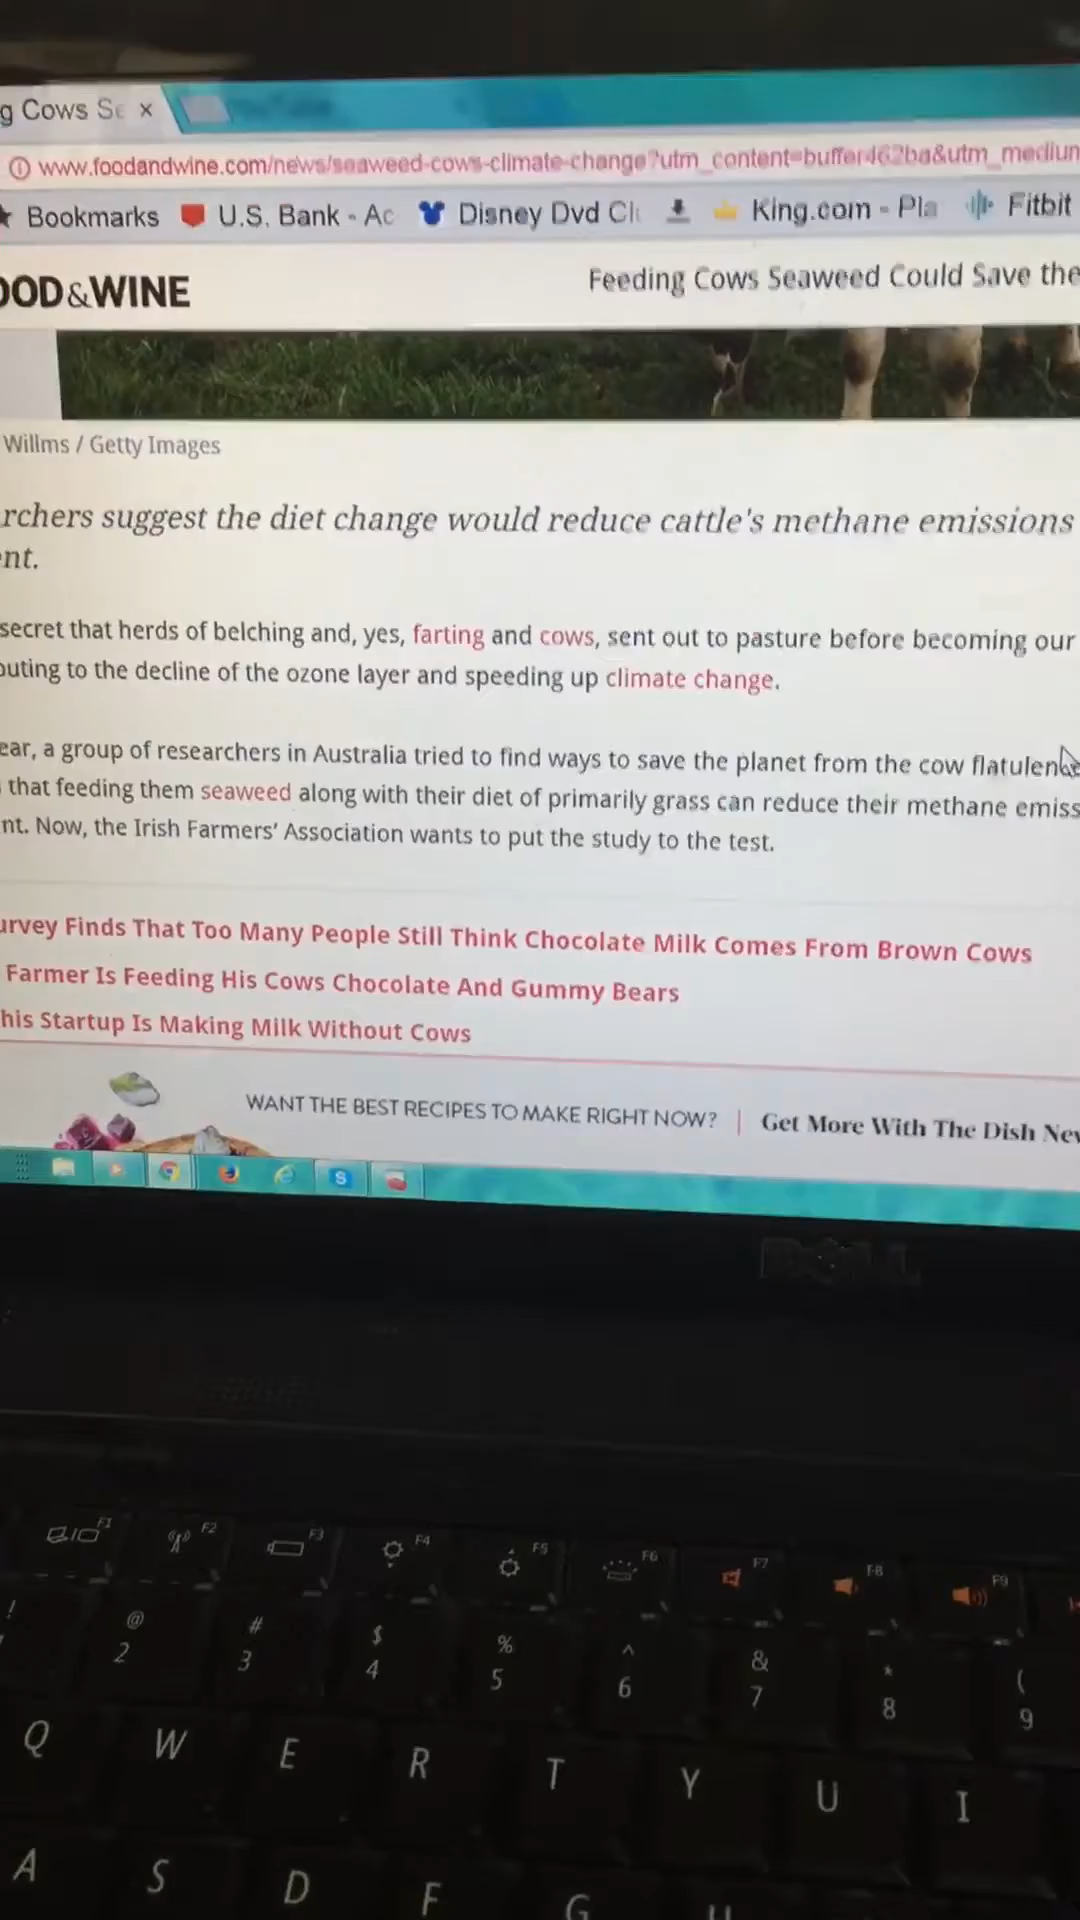 g Cows Se ×
www.foodandwine.com/news/seaweed-cows-climate-change?utm_content=buffer462ba&utm_medium
Bookmarks U.S. Bank - Ac Disney Dvd Cl King.com - Pla Fitbit
OOD&WINE
Feeding Cows Seaweed Could Save the
Willms / Getty Images
rchers suggest the diet change would reduce cattle's methane emissions
nt.
secret that herds of belching and, yes, farting and cows, sent out to pasture before becoming our
outing to the decline of the ozone layer and speeding up climate change.
ear, a group of researchers in Australia tried to find ways to save the planet from the cow flatulence
that feeding them seaweed along with their diet of primarily grass can reduce their methane emiss
nt. Now, the Irish Farmers' Association wants to put the study to the test.
urvey Finds That Too Many People Still Think Chocolate Milk Comes From Brown Cows
Farmer Is Feeding His Cows Chocolate And Gummy Bears
his Startup Is Making Milk Without Cows
WANT THE BEST RECIPES TO MAKE RIGHT NOW? | Get More With The Dish New
S
DELL
F1 F2 F3 F4 F5 F6 F7 F8 F9
! @ # $ % ^ & * (
2 3 4 5 6 7 8 9
Q W E R T Y U I
A S D F G